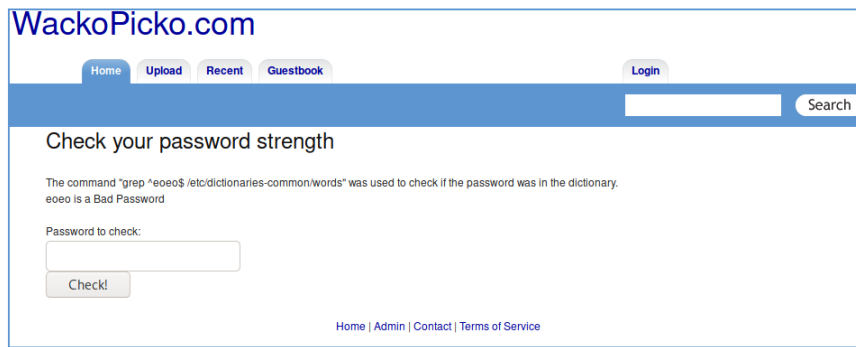 WackoPicko.com
Home Upload Recent Guestbook Login
Search
Check your password strength
The command "grep ^eoeo$ /etc/dictionaries-common/words" was used to check if the password was in the dictionary.
eoeo is a Bad Password
Password to check:
Check!
Home | Admin | Contact | Terms of Service